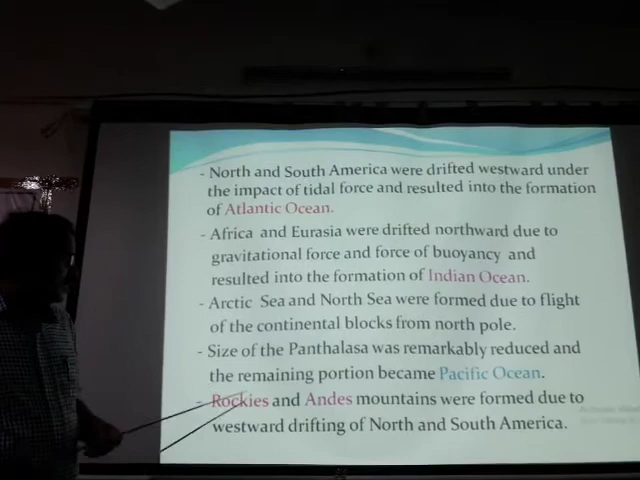 - North and South America were drifted westward under
the impact of tidal force and resulted into the formation
of Atlantic Ocean.
- Africa and Eurasia were drifted northward due to
gravitational force and force of buoyancy and
resulted into the formation of Indian Ocean.
- Arctic Sea and North Sea were formed due to flight
of the continental blocks from north pole.
- Size of the Panthalasa was remarkably reduced and
the remaining portion became Pacific Ocean.
- Rockies and Andes mountains were formed due to
westward drifting of North and South America.